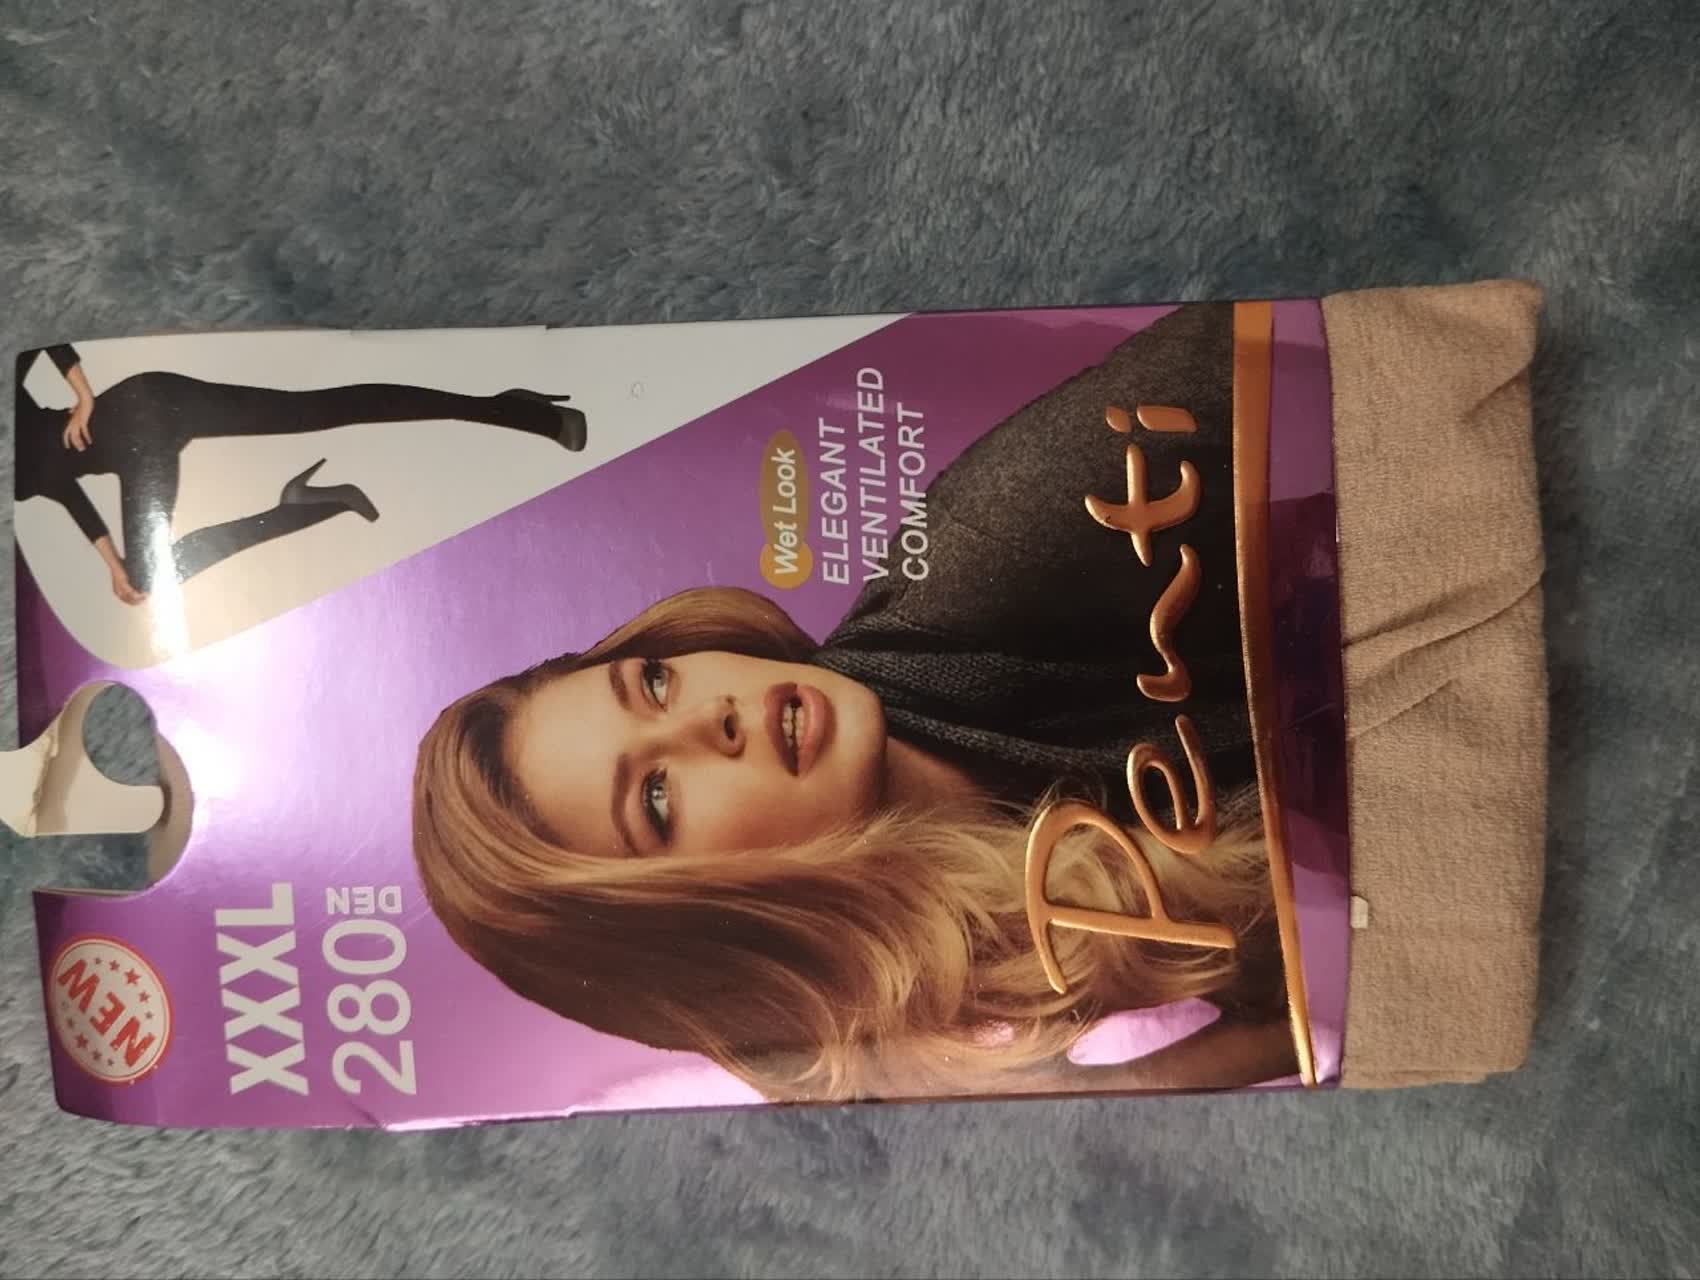 NEW
XXXL
280 DEN
Wet Look
ELEGANT
VENTILATED
COMFORT
Penti